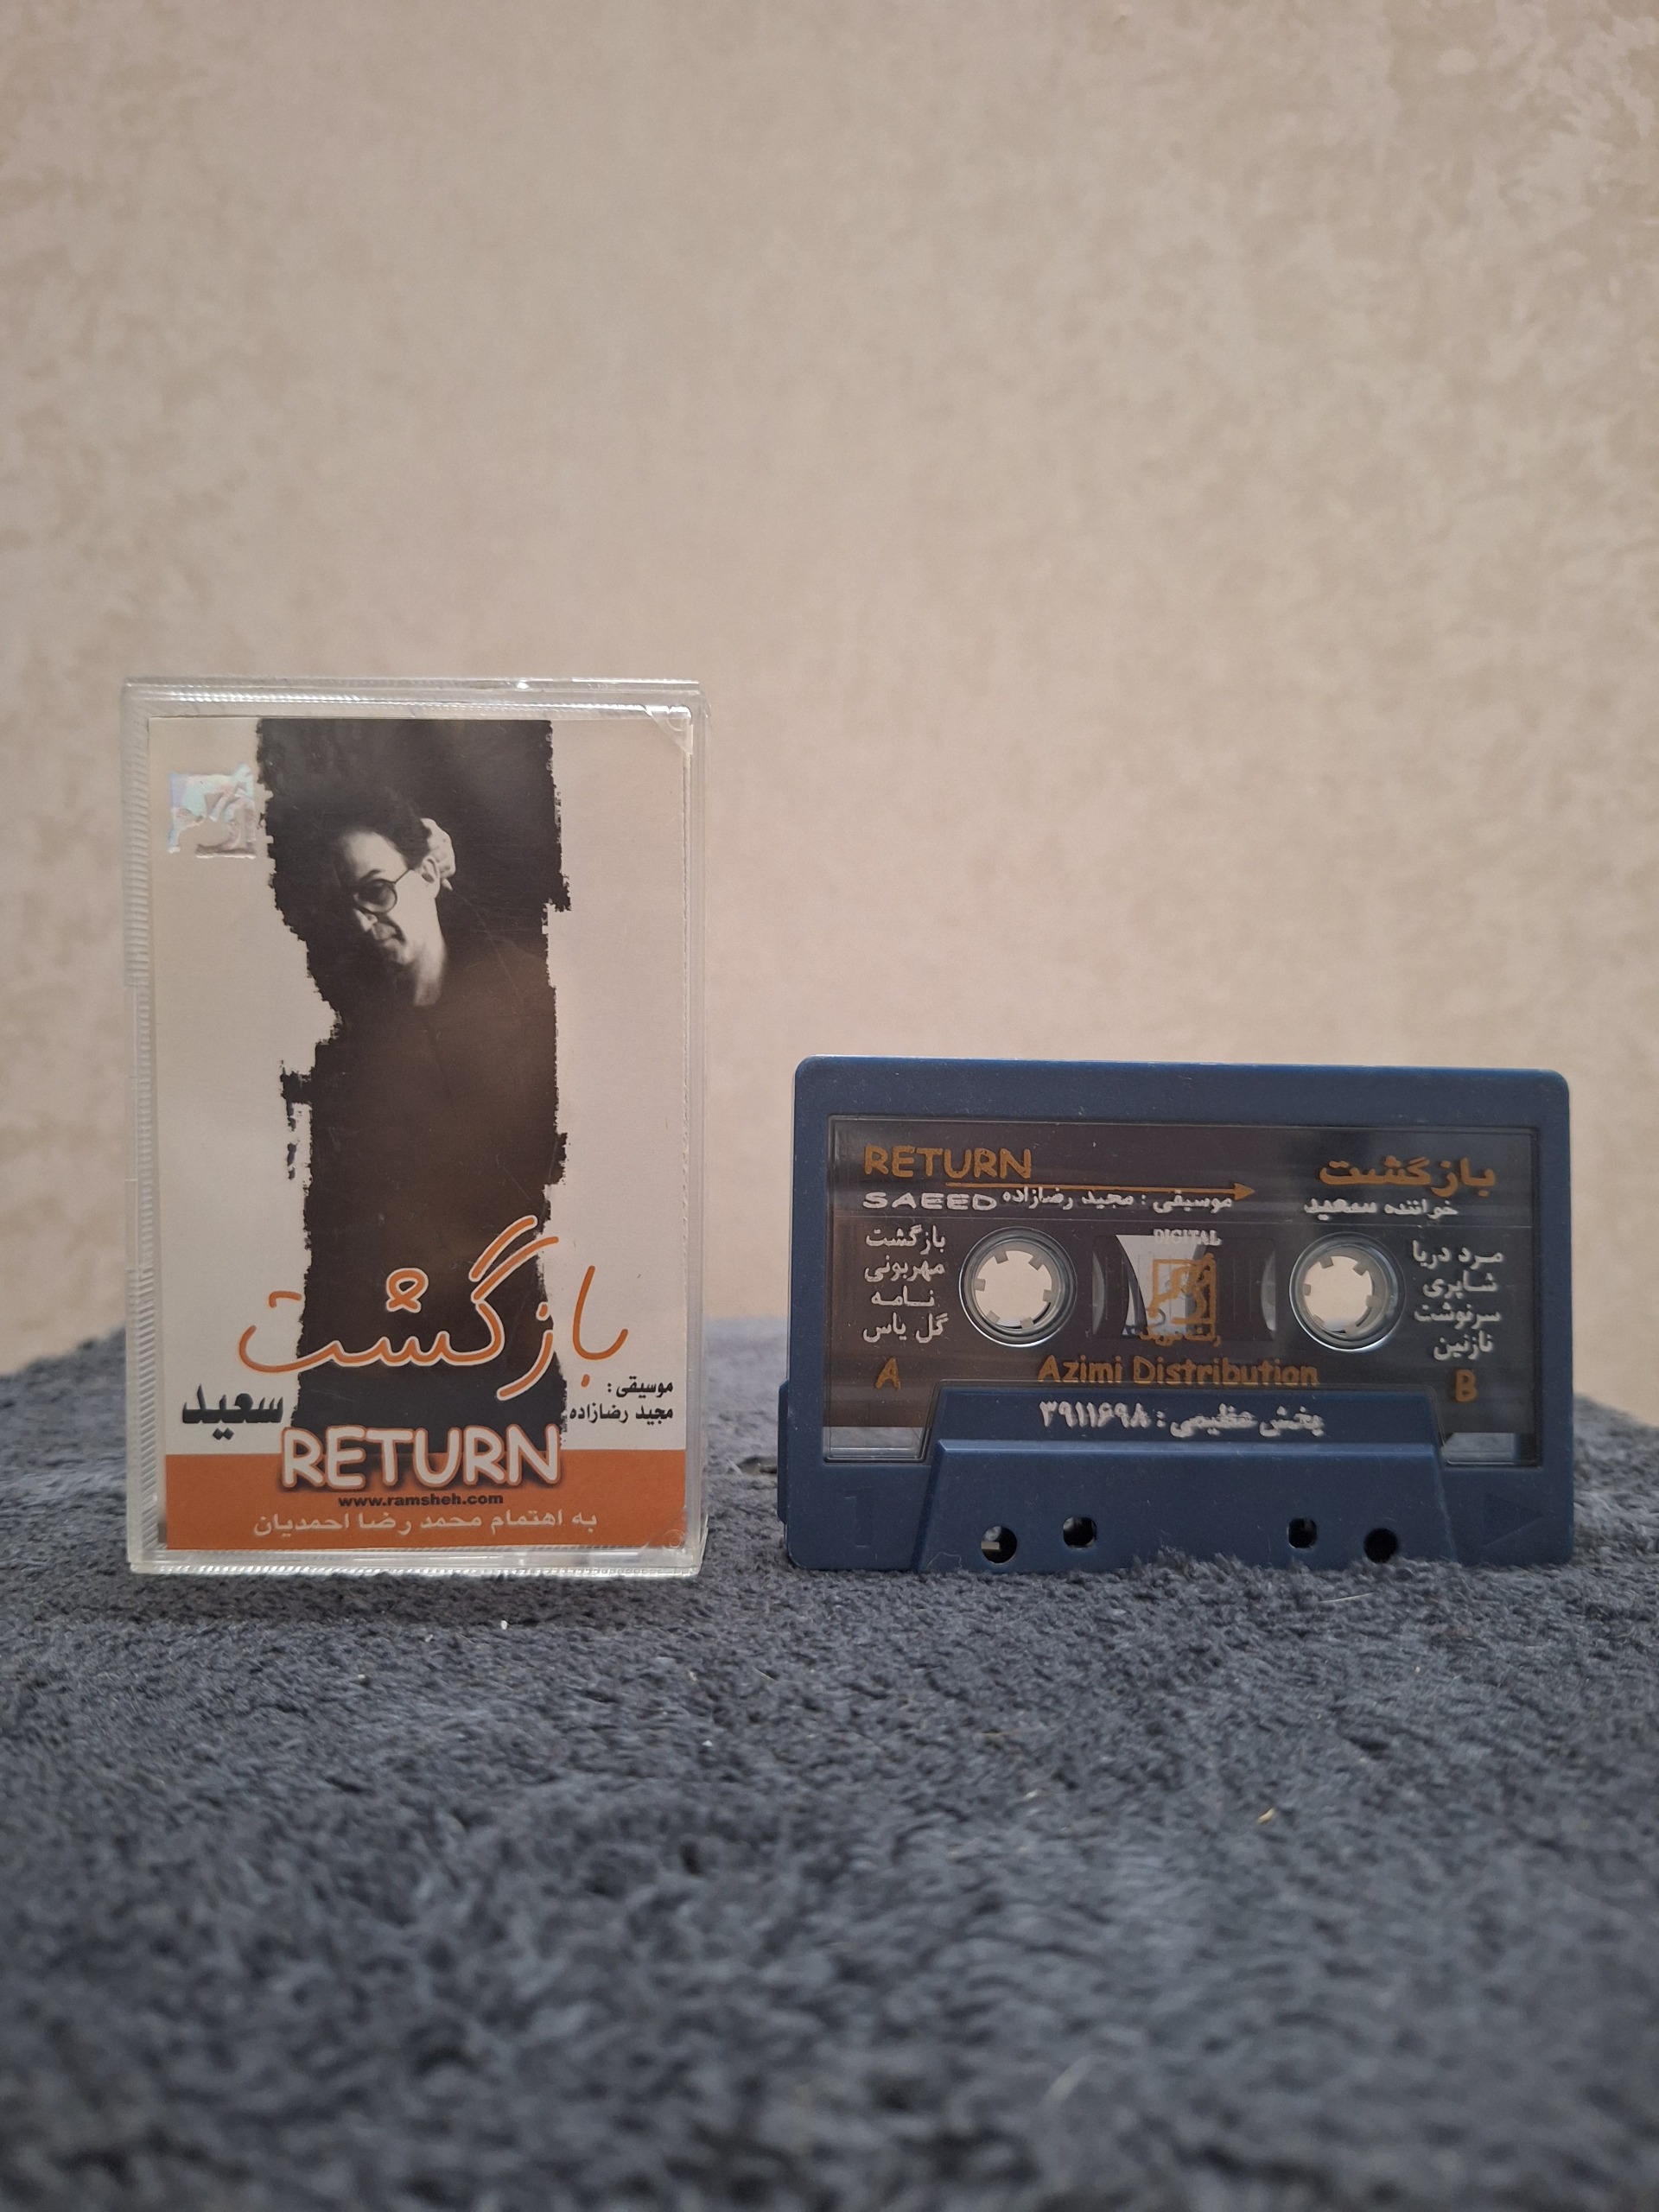 بازگشت
موسیقی :
مجید رضازاده
سعید
RETURN
www.ramsheh.com
به اهتمام محمد رضا احمدیان
RETURN
بازگشت
SAEED
موسیقی : مجید رضازاده
خواننده سعید
بازگشت
مهربونی
نامه
گل یاس
A
DIGITAL
مرد دریا
شاپری
سرنوشت
نازنین
B
Azimi Distribution
پخش عظیمی : ۳۹۱۱۶۹۸
1